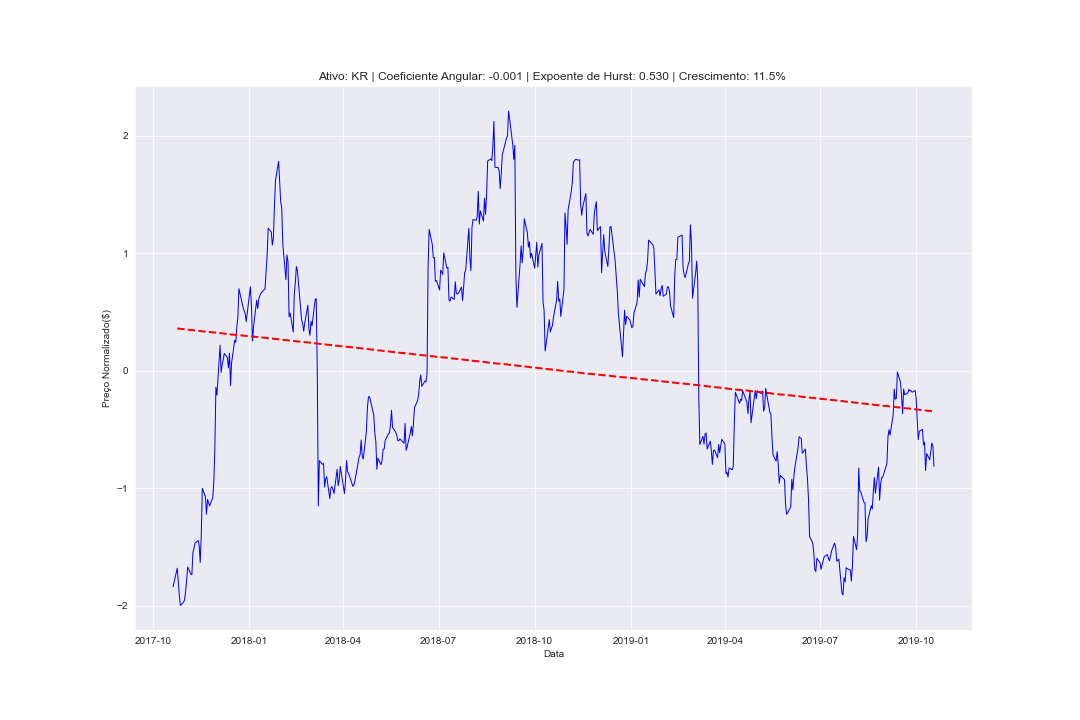 Ativo: KR | Coeficiente Angular: -0.001 | Expoente de Hurst: 0.530 | Crescimento: 11.5%
Preço Normalizado($)
2
1
0
−1
−2
2017-10 2018-01 2018-04 2018-07 2018-10 2019-01 2019-04 2019-07 2019-10
Data